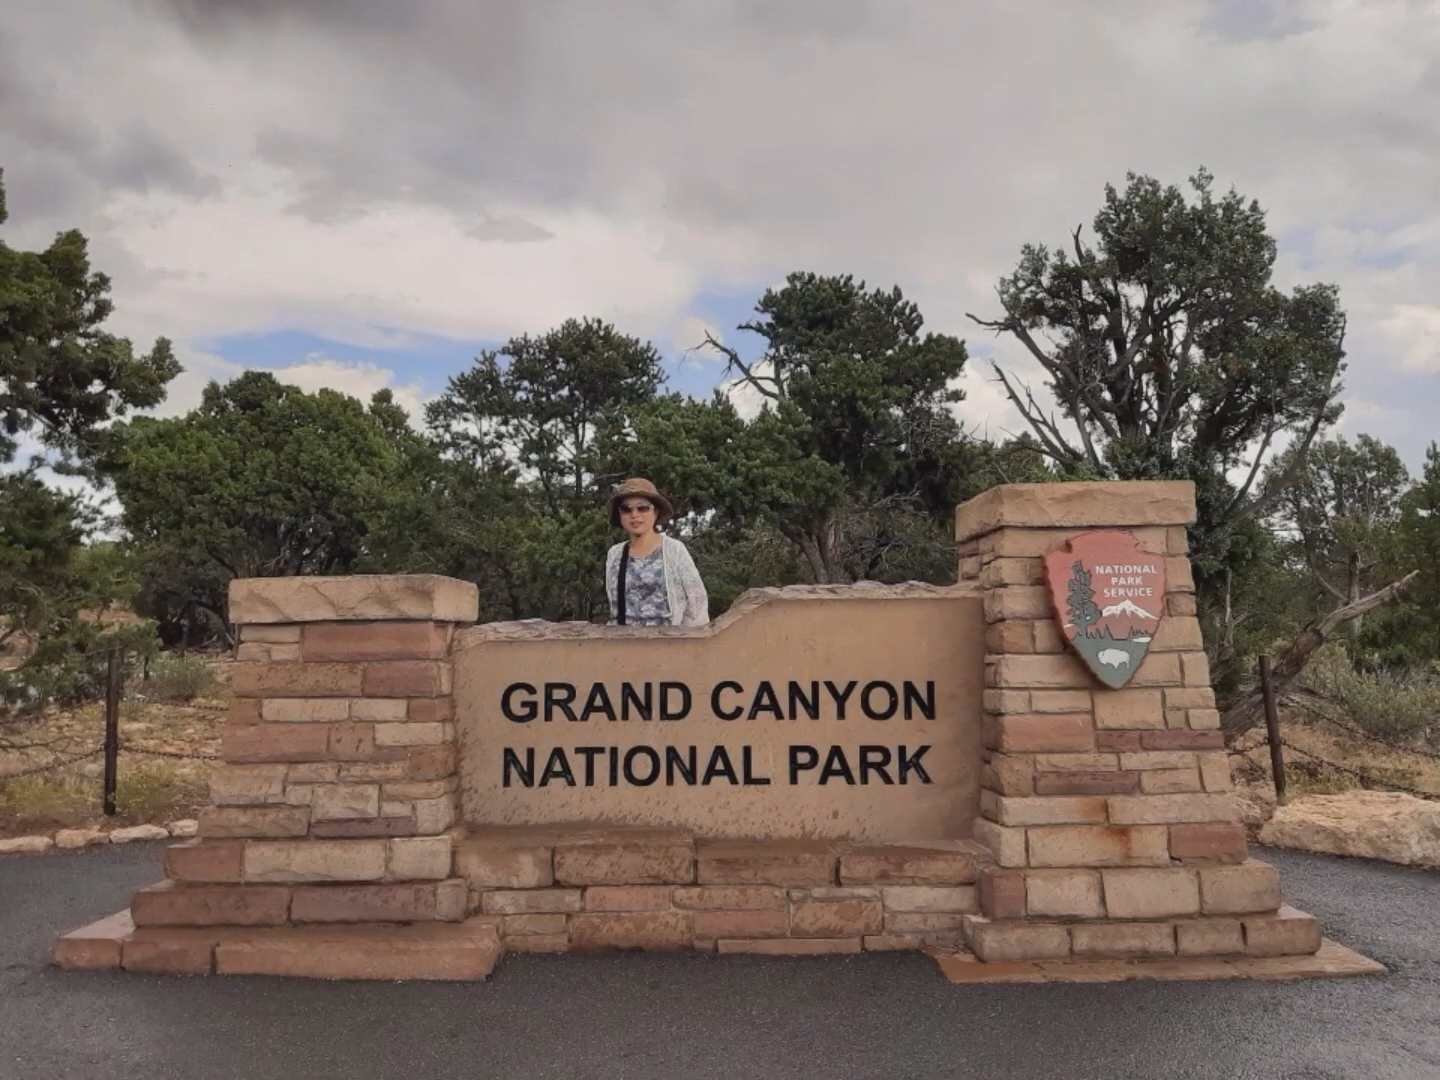 GRAND CANYON
NATIONAL PARK
NATIONAL
PARK
SERVICE